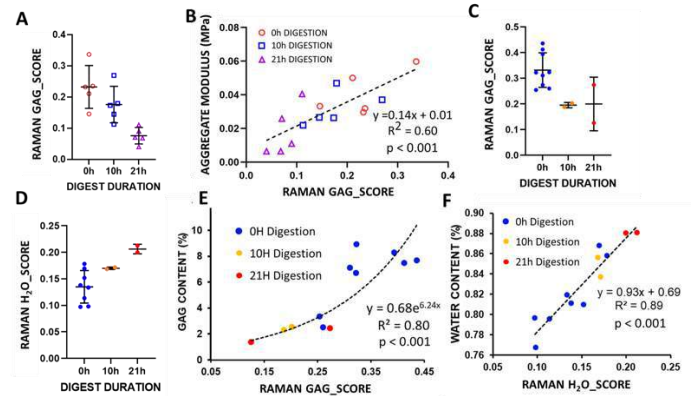 A
RAMAN GAG_SCORE
0.4
0.3
0.2
0.1
0.0
0h 10h 21h
DIGEST DURATION
B
AGGREGATE MODULUS (MPa)
0.08
0.06
0.04
0.02
0.00
0h DIGESTION
10h DIGESTION
21h DIGESTION
y =0.14x + 0.01
R² = 0.60
p < 0.001
0.0 0.1 0.2 0.3 0.4
RAMAN GAG_SCORE
C
RAMAN GAG_SCORE
0.5
0.4
0.3
0.2
0.1
0.0
0h 10h 21h
DIGEST DURATION
D
RAMAN H₂O_SCORE
0.25
0.20
0.15
0.10
0.05
0.00
0h 10h 21h
DIGEST DURATION
E
GAG CONTENT (%)
10
8
6
4
2
0
0H Digestion
10H Digestion
21H Digestion
y = 0.68e⁶·²⁴ˣ
R² = 0.80
p < 0.001
0.05 0.15 0.25 0.35 0.45
RAMAN GAG_SCORE
F
WATER CONTENT (%)
0.90
0.88
0.86
0.84
0.82
0.80
0.78
0.76
0h Digestion
10h Digestion
21h Digestion
y = 0.93x + 0.69
R² = 0.89
p < 0.001
0.05 0.10 0.15 0.20 0.25
RAMAN H₂O_SCORE